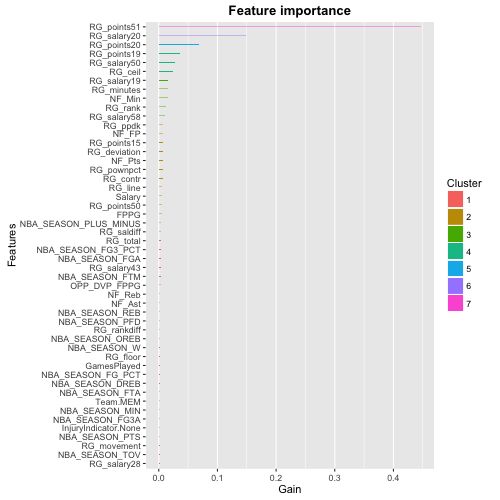 Feature importance
RG_points51
RG_salary20
RG_points20
RG_points19
RG_salary50
RG_ceil
RG_salary19
RG_minutes
NF_Min
RG_rank
RG_salary58
RG_ppdk
NF_FP
RG_points15
RG_deviation
NF_Pts
RG_pownpct
RG_contr
RG_line
Salary
RG_points50
FPPG
NBA_SEASON_PLUS_MINUS
RG_saldiff
RG_total
NBA_SEASON_FG3_PCT
NBA_SEASON_FGA
RG_salary43
NBA_SEASON_FTM
OPP_DVP_FPPG
NF_Reb
NF_Ast
NBA_SEASON_REB
NBA_SEASON_PFD
RG_rankdiff
NBA_SEASON_OREB
NBA_SEASON_W
RG_floor
GamesPlayed
NBA_SEASON_FG_PCT
NBA_SEASON_DREB
NBA_SEASON_FTA
Team.MEM
NBA_SEASON_MIN
NBA_SEASON_FG3A
InjuryIndicator.None
NBA_SEASON_PTS
RG_movement
NBA_SEASON_TOV
RG_salary28
Features
0.0 0.1 0.2 0.3 0.4
Gain
Cluster
1
2
3
4
5
6
7